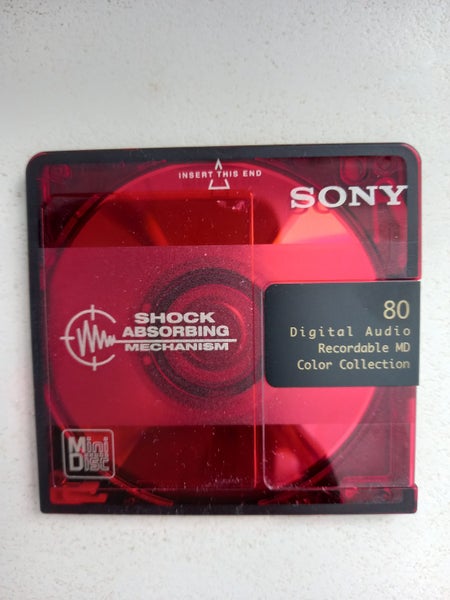 INSERT THIS END
SONY
SHOCK
ABSORBING
MECHANISM
80
Digital Audio
Recordable MD
Color Collection
Mini
Disc